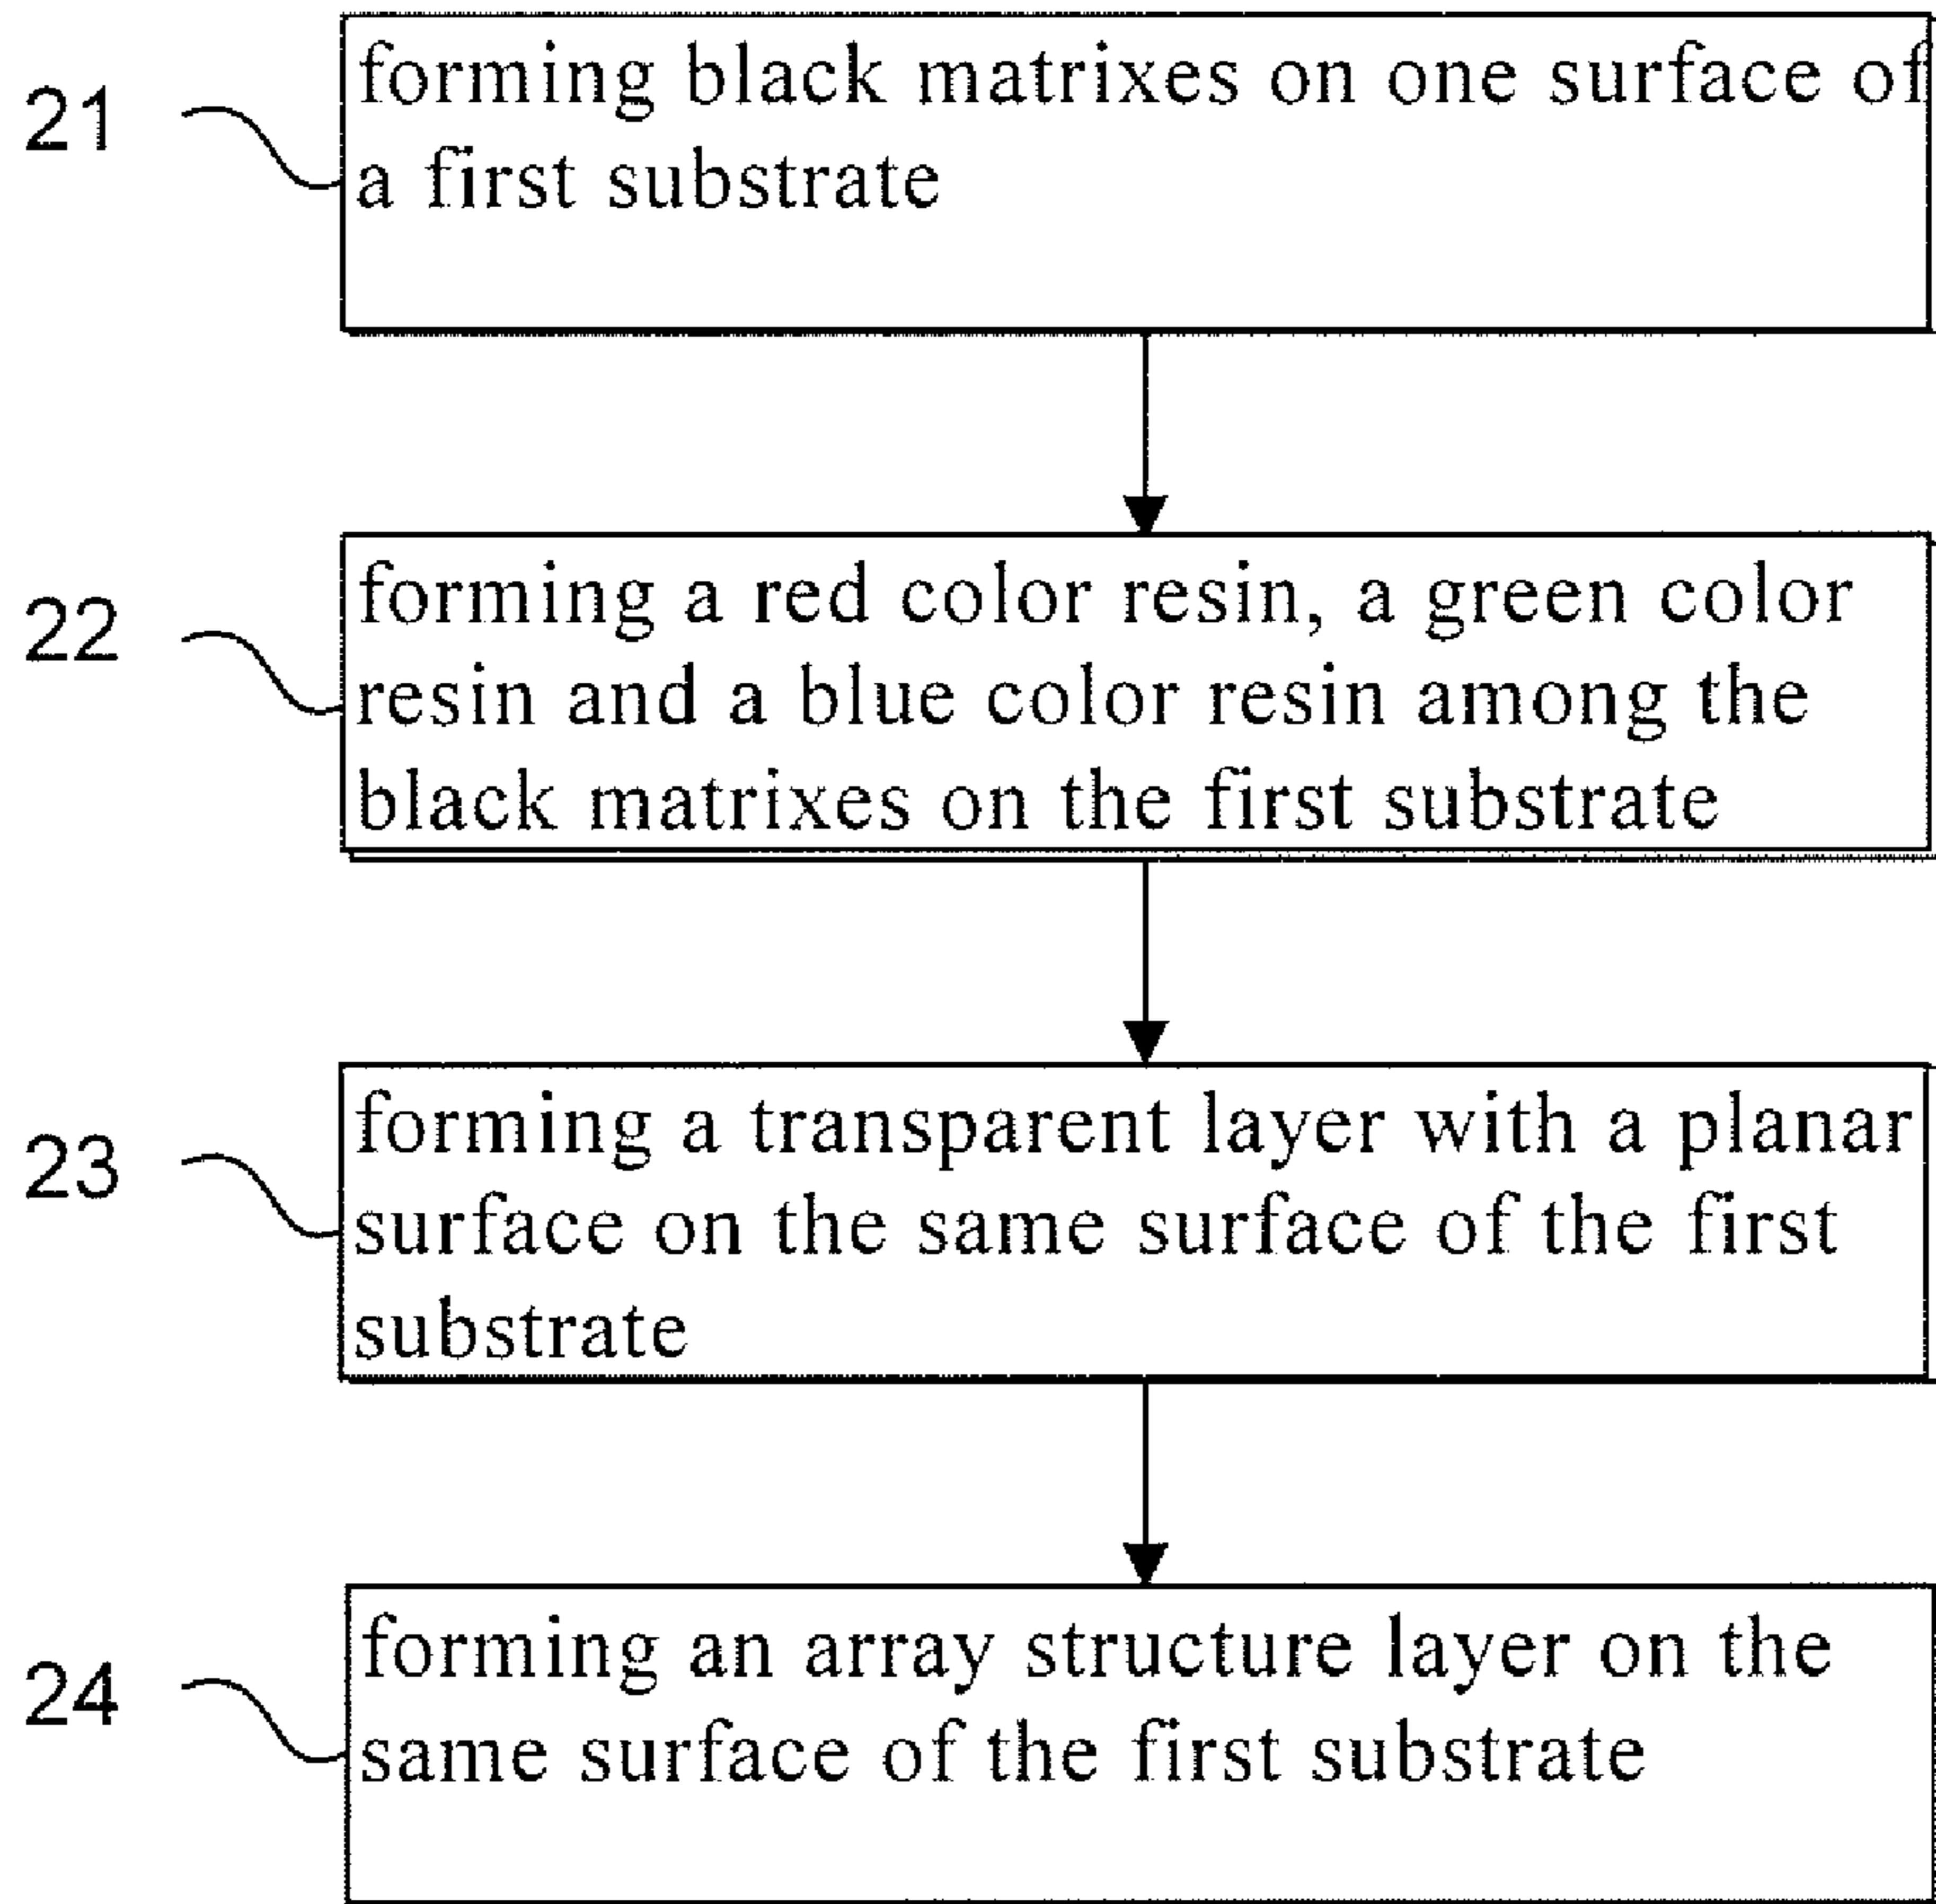 21
forming black matrixes on one surface of
a first substrate
22
forming a red color resin, a green color
resin and a blue color resin among the
black matrixes on the first substrate
23
forming a transparent layer with a planar
surface on the same surface of the first
substrate
24
forming an array structure layer on the
same surface of the first substrate